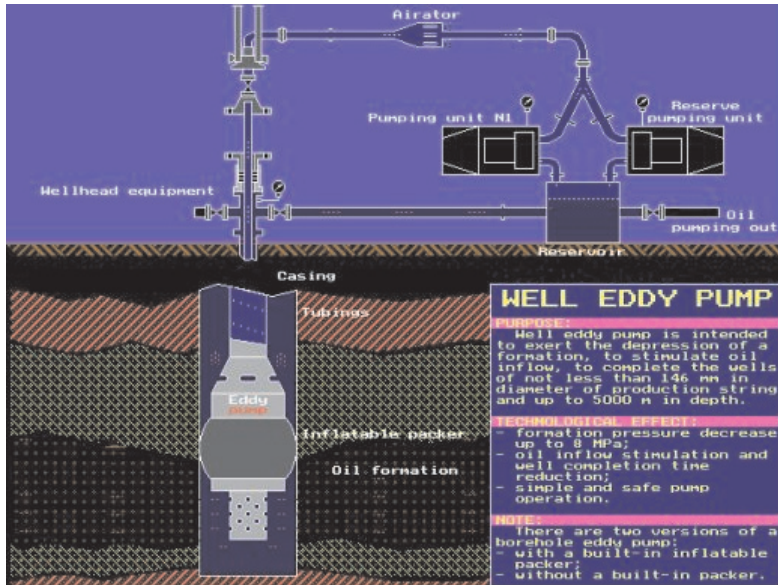 Airator
Pumping unit N1
Reserve
pumping unit
Wellhead equipment
Oil
pumping out
Reservoir
Casing
Tubings
Eddy
pump
Inflatable packer
Oil formation
WELL EDDY PUMP
PURPOSE:
Well eddy pump is intended
to exert the depression of a
formation, to stimulate oil
inflow, to complete the wells
of not less than 146 mm in
diameter of production string
and up to 5000 m in depth.
TECHNOLOGICAL EFFECT:
- formation pressure decrease
up to 8 MPa;
- oil inflow stimulation and
well completion time
reduction;
- simple and safe pump
operation.
NOTE:
There are two versions of a
borehole eddy pump:
- with a built-in inflatable
packer;
- without a built-in packer.